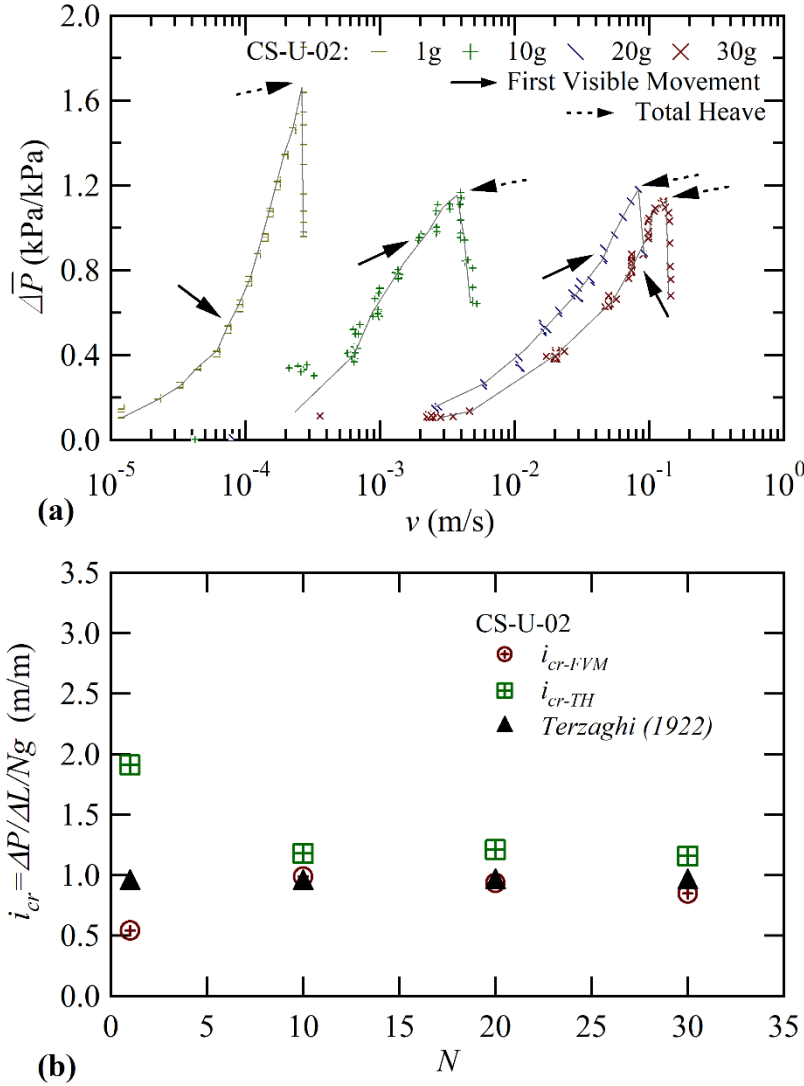 CS-U-02: 1g 10g 20g 30g
First Visible Movement
Total Heave
2.0
1.6
1.2
0.8
0.4
0.0
ΔP̅ (kPa/kPa)
10⁻⁵ 10⁻⁴ 10⁻³ 10⁻² 10⁻¹ 10⁰
v (m/s)
(a)
3.5
3.0
2.5
2.0
1.5
1.0
0.5
0.0
i_cr=ΔP/ΔL/Ng (m/m)
CS-U-02
i_cr-FVM
i_cr-TH
Terzaghi (1922)
0 5 10 15 20 25 30 35
N
(b)